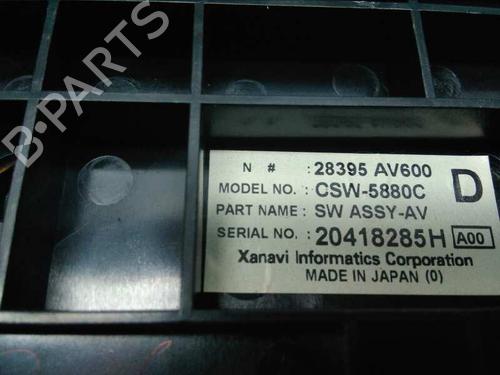 B-PARTS
N # : 28395 AV600
D
MODEL NO. : CSW-5880C
PART NAME : SW ASSY-AV
SERIAL NO. : 20418285H A00
Xanavi Informatics Corporation
MADE IN JAPAN (0)